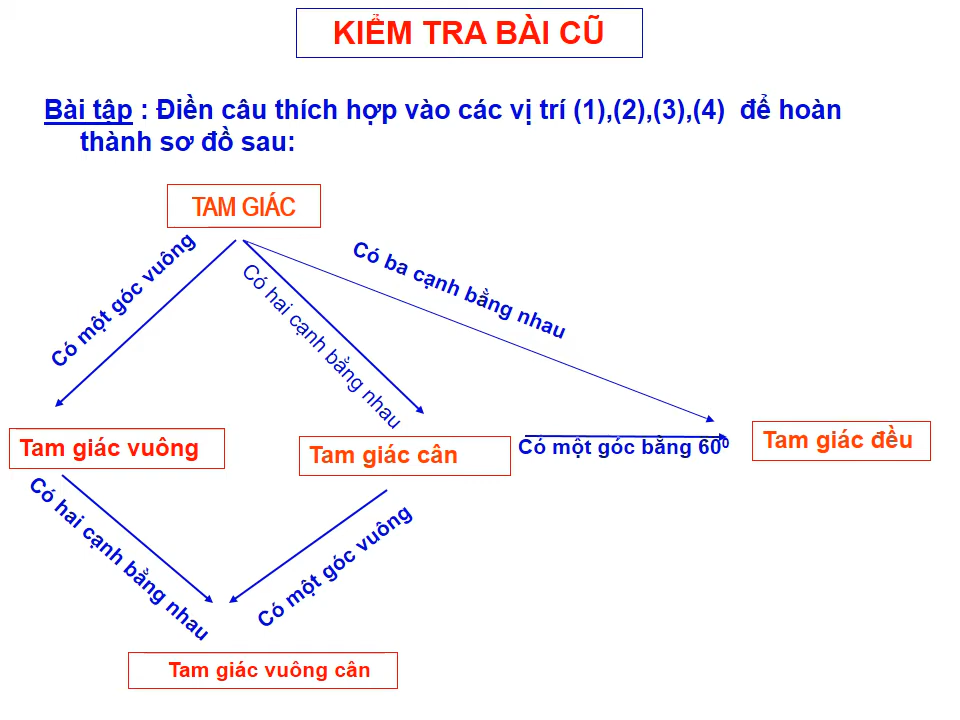 KIỂM TRA BÀI CŨ
Bài tập : Điền câu thích hợp vào các vị trí (1),(2),(3),(4) để hoàn
thành sơ đồ sau:
TAM GIÁC
Có một góc vuông
Có hai cạnh bằng nhau
Có ba cạnh bằng nhau
Tam giác vuông
Tam giác cân
Có một góc bằng 60⁰
Tam giác đều
Có hai cạnh bằng nhau
Có một góc vuông
Tam giác vuông cân